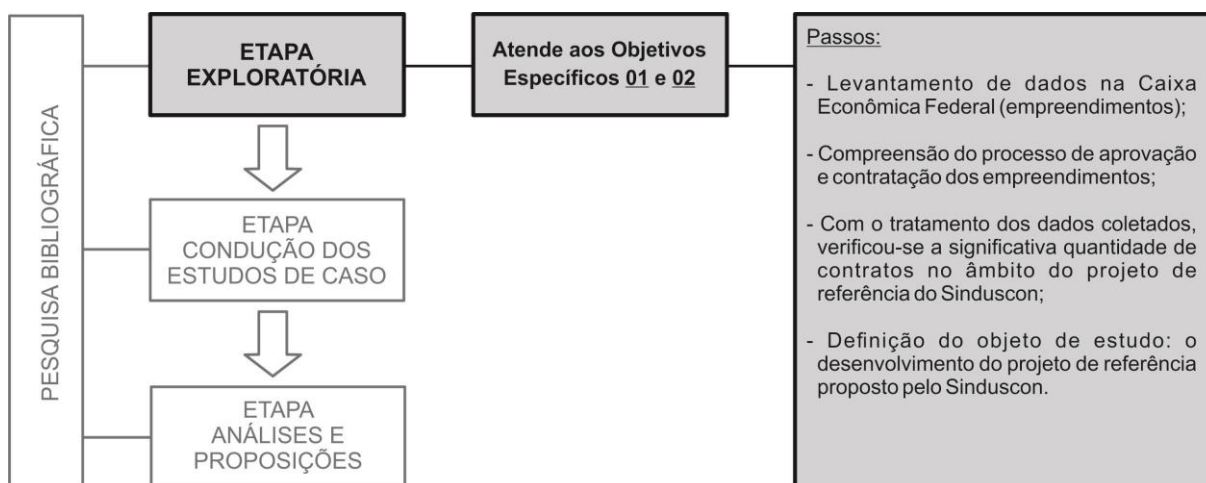 PESQUISA BIBLIOGRÁFICA
ETAPA
EXPLORATÓRIA
Atende aos Objetivos
Específicos 01 e 02
Passos:
- Levantamento de dados na Caixa
Econômica Federal (empreendimentos);
- Compreensão do processo de aprovação
e contratação dos empreendimentos;
- Com o tratamento dos dados coletados,
verificou-se a significativa quantidade de
contratos no âmbito do projeto de
referência do Sinduscon;
- Definição do objeto de estudo: o
desenvolvimento do projeto de referência
proposto pelo Sinduscon.
ETAPA
CONDUÇÃO DOS
ESTUDOS DE CASO
ETAPA
ANÁLISES E
PROPOSIÇÕES